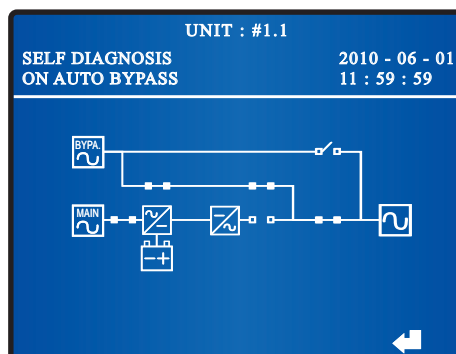 UNIT : #1.1
SELF DIAGNOSIS 2010 - 06 - 01
ON AUTO BYPASS 11 : 59 : 59
BYPA.
MAIN